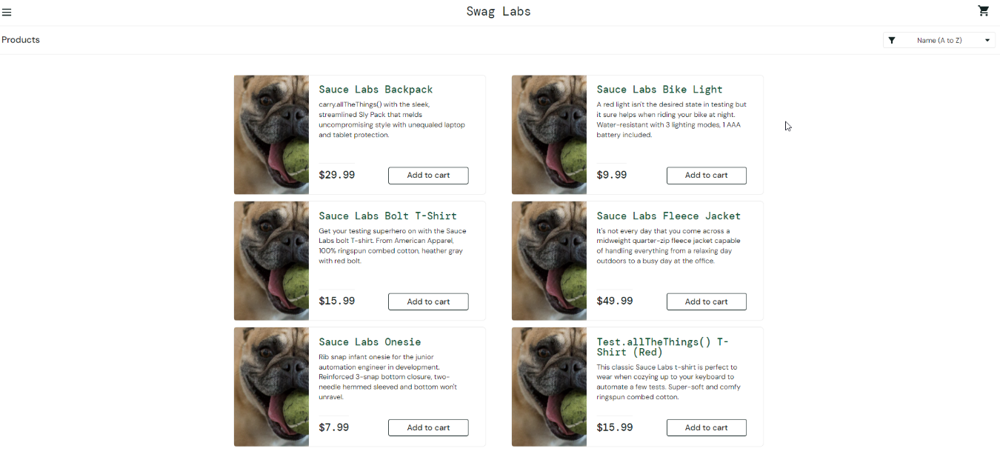 Swag Labs
Products
Name (A to Z)
Sauce Labs Backpack
carry.allTheThings() with the sleek,
streamlined Sly Pack that melds
uncompromising style with unequaled laptop
and tablet protection.
$29.99
Add to cart
Sauce Labs Bike Light
A red light isn't the desired state in testing but
it sure helps when riding your bike at night.
Water-resistant with 3 lighting modes, 1 AAA
battery included.
$9.99
Add to cart
Sauce Labs Bolt T-Shirt
Get your testing superhero on with the Sauce
Labs bolt T-shirt. From American Apparel,
100% ringspun combed cotton, heather gray
with red bolt.
$15.99
Add to cart
Sauce Labs Fleece Jacket
It's not every day that you come across a
midweight quarter-zip fleece jacket capable
of handling everything from a relaxing day
outdoors to a busy day at the office.
$49.99
Add to cart
Sauce Labs Onesie
Rib snap infant onesie for the junior
automation engineer in development.
Reinforced 3-snap bottom closure, two-
needle hemmed sleeved and bottom won't
unravel.
$7.99
Add to cart
Test.allTheThings() T-
Shirt (Red)
This classic Sauce Labs t-shirt is perfect to
wear when cozying up to your keyboard to
automate a few tests. Super-soft and comfy
ringspun combed cotton.
$15.99
Add to cart